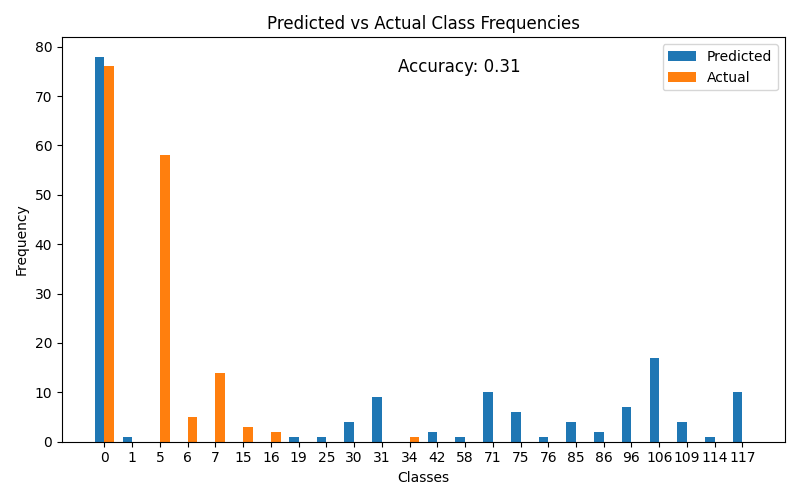 Predicted vs Actual Class Frequencies
Accuracy: 0.31
Predicted
Actual
Frequency
80
70
60
50
40
30
20
10
0
0 1 5 6 7 15 16 19 25 30 31 34 42 58 71 75 76 85 86 96 106 109 114 117
Classes